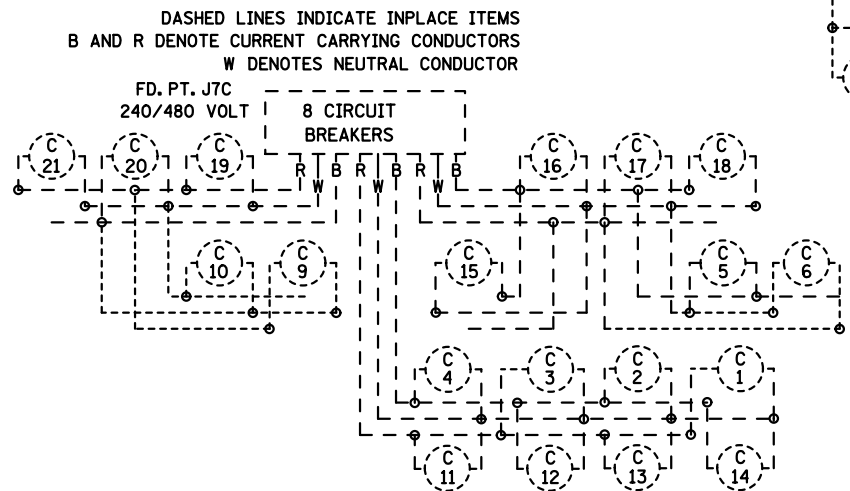 DASHED LINES INDICATE INPLACE ITEMS
B AND R DENOTE CURRENT CARRYING CONDUCTORS
W DENOTES NEUTRAL CONDUCTOR
FD. PT. J7C
240/480 VOLT
8 CIRCUIT
BREAKERS
R W B R W B R W B
C 21
C 20
C 19
C 16
C 17
C 18
C 10
C 9
C 15
C 5
C 6
C 4
C 3
C 2
C 1
C 11
C 12
C 13
C 14